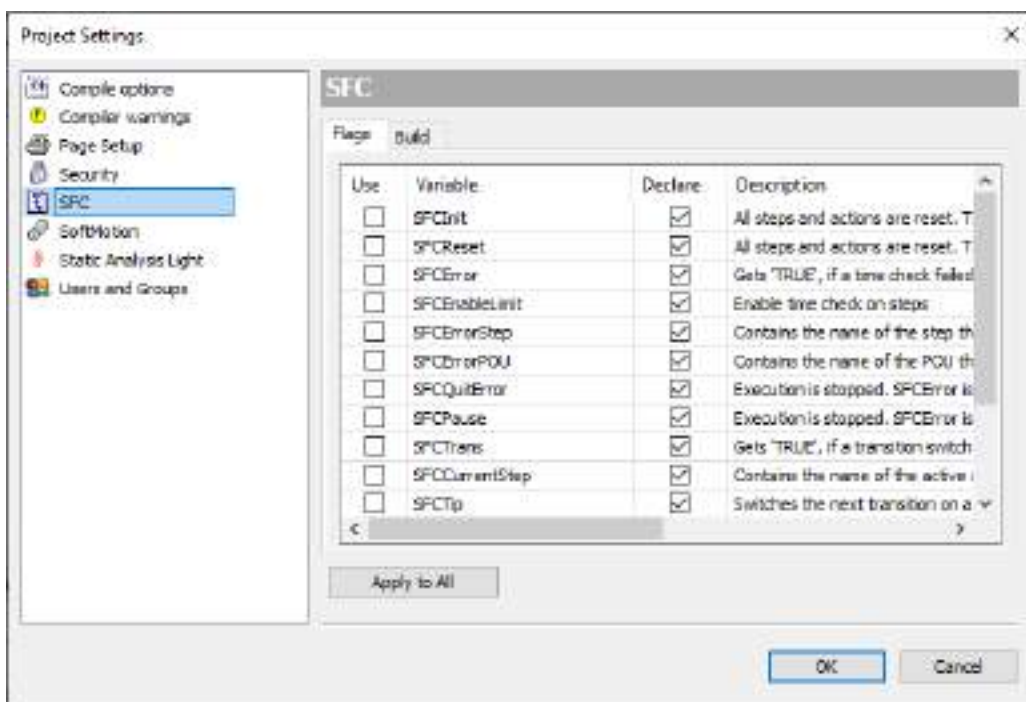 Project Settings
Compile options
Compiler warnings
Page Setup
Security
SFC
SoftMotion
Static Analysis Light
Users and Groups
SFC
Flags Build
Use Variable Declare Description
SFCInit All steps and actions are reset. T
SFCReset All steps and actions are reset. T
SFCError Gets 'TRUE', if a time check failed
SFCEnableLimit Enable time check on steps
SFCErrorStep Contains the name of the step th
SFCErrorPOU Contains the name of the POU th
SFCQuitError Execution is stopped. SFCError is
SFCPause Execution is stopped. SFCError is
SFCTrans Gets 'TRUE', if a transition switch
SFCCurrentStep Contains the name of the active
SFCTip Switches the next transition on a
Apply to All
OK Cancel